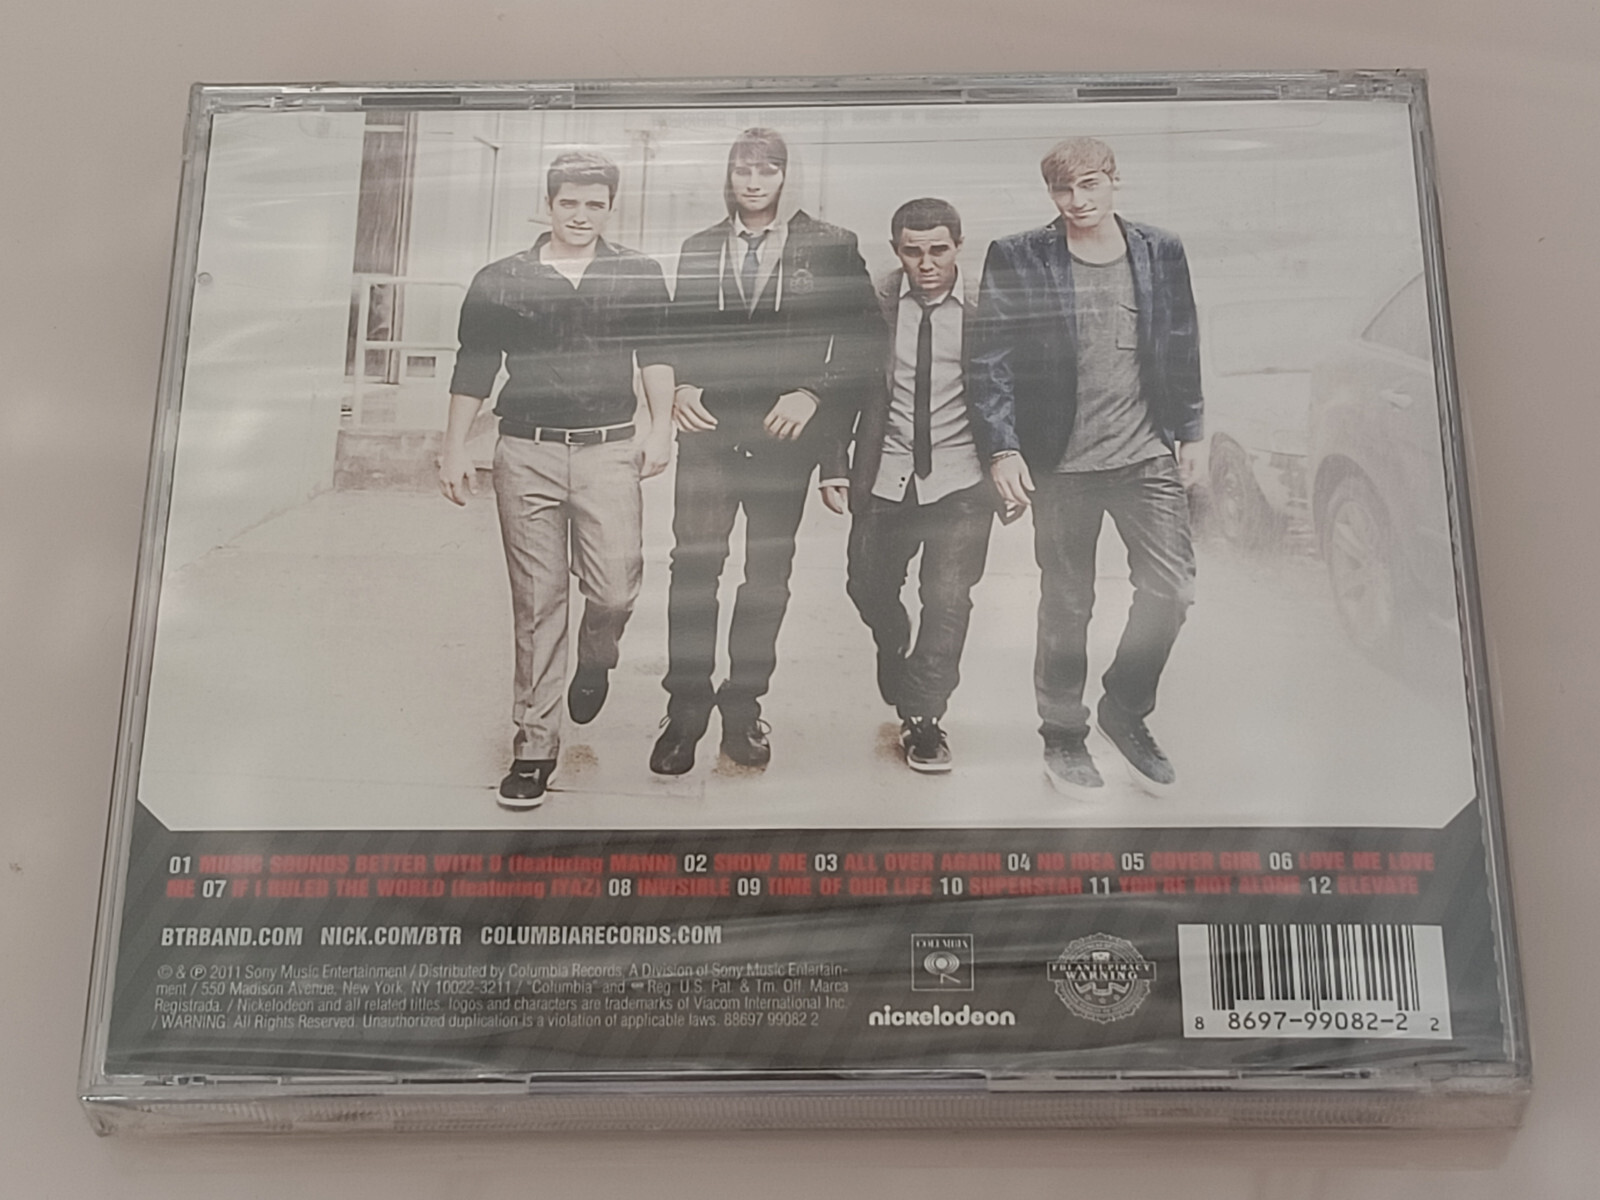 01 MUSIC SOUNDS BETTER WITH U (featuring MANN) 02 SHOW ME 03 ALL OVER AGAIN 04 NO IDEA 05 COVER GIRL 06 LOVE ME LOVE
ME 07 IF I RULED THE WORLD (featuring IYAZ) 08 INVISIBLE 09 TIME OF OUR LIFE 10 SUPERSTAR 11 YOU'RE NOT ALONE 12 ELEVATE
BTRBAND.COM NICK.COM/BTR COLUMBIARECORDS.COM
© & ℗ 2011 Sony Music Entertainment / Distributed by Columbia Records, A Division of Sony Music Entertain-
ment / 550 Madison Avenue, New York, NY 10022-3211 / "Columbia" and Reg. U.S. Pat. & Tm. Off. Marca
Registrada. / Nickelodeon and all related titles, logos and characters are trademarks of Viacom International Inc.
/ WARNING: All Rights Reserved. Unauthorized duplication is a violation of applicable laws. 88697 99082 2
COLUMBIA
nickelodeon
FBI ANTI-PIRACY
WARNING
8 8697-99082-2 2